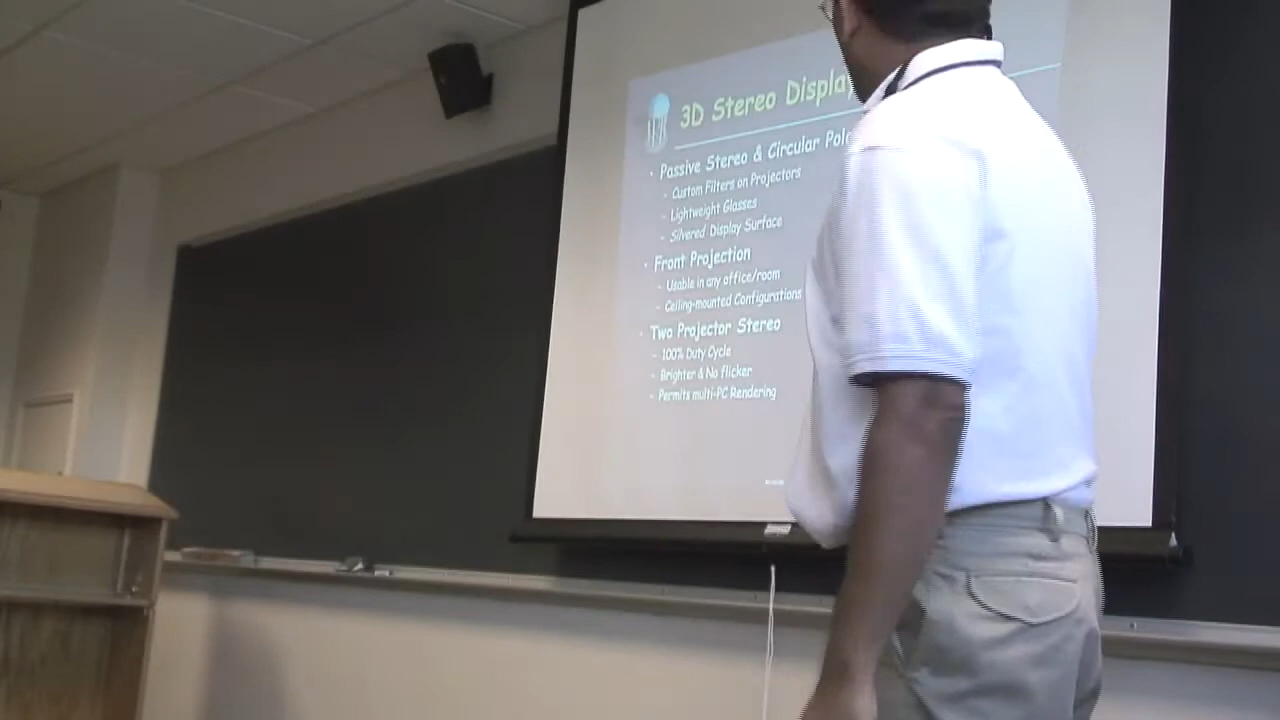 3D Stereo Display
• Passive Stereo & Circular Pola
- Custom Filters on Projectors
- Lightweight Glasses
- Silvered Display Surface
• Front Projection
- Usable in any office/room
- Ceiling-mounted Configurations
• Two Projector Stereo
- 100% Duty Cycle
- Brighter & No flicker
- Permits multi-PC Rendering